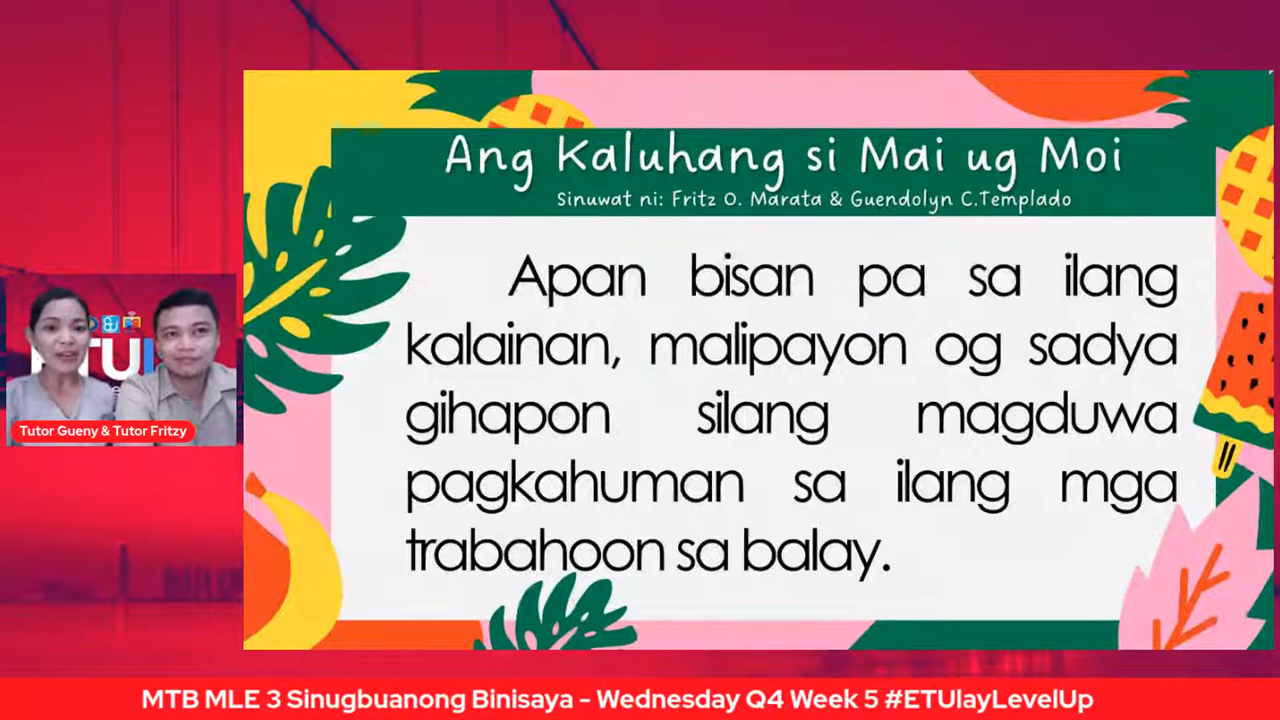 Ang Kaluhang si Mai ug Moi
Sinuwat ni: Fritz O. Marata & Guendolyn C.Templado
Apan bisan pa sa ilang
kalainan, malipayon og sadya
gihapon silang magduwa
pagkahuman sa ilang mga
trabahoon sa balay.
Tutor Gueny & Tutor Fritzy
MTB MLE 3 Sinugbuanong Binisaya - Wednesday Q4 Week 5 #ETUlayLevelUp